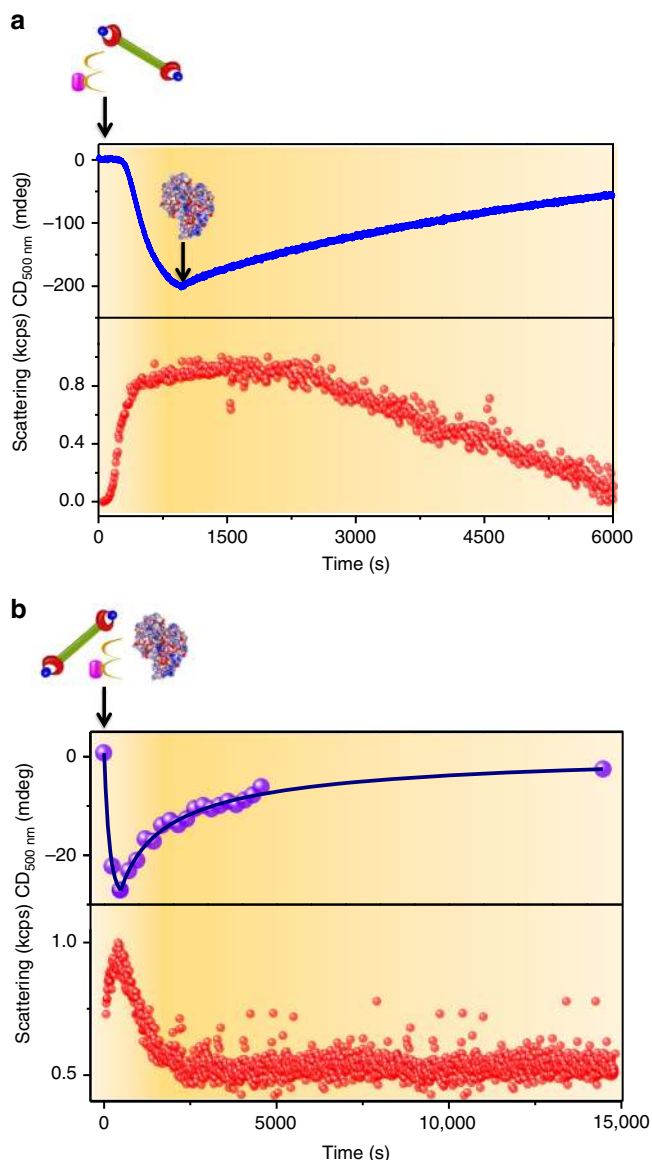 a
0
−100
−200
CD500 nm (mdeg)
0.8
0.4
0.0
Scattering (kcps)
0 1500 3000 4500 6000
Time (s)
b
0
−20
CD500 nm (mdeg)
1.0
0.5
Scattering (kcps)
0 5000 10,000 15,000
Time (s)